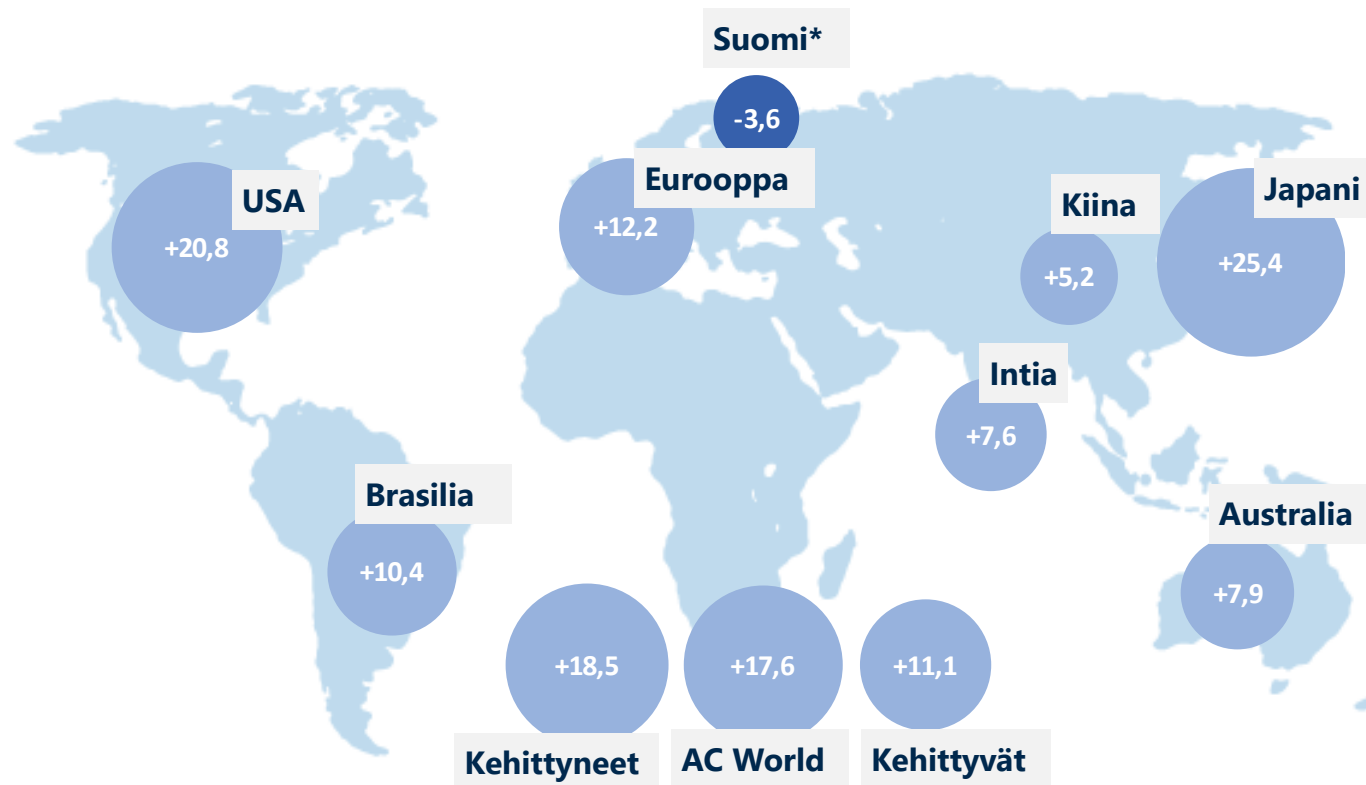 Suomi*
-3,6
Eurooppa
+12,2
USA
+20,8
Kiina
+5,2
Japani
+25,4
Intia
+7,6
Brasilia
+10,4
Australia
+7,9
+18,5
Kehittyneet
+17,6
AC World
+11,1
Kehittyvät